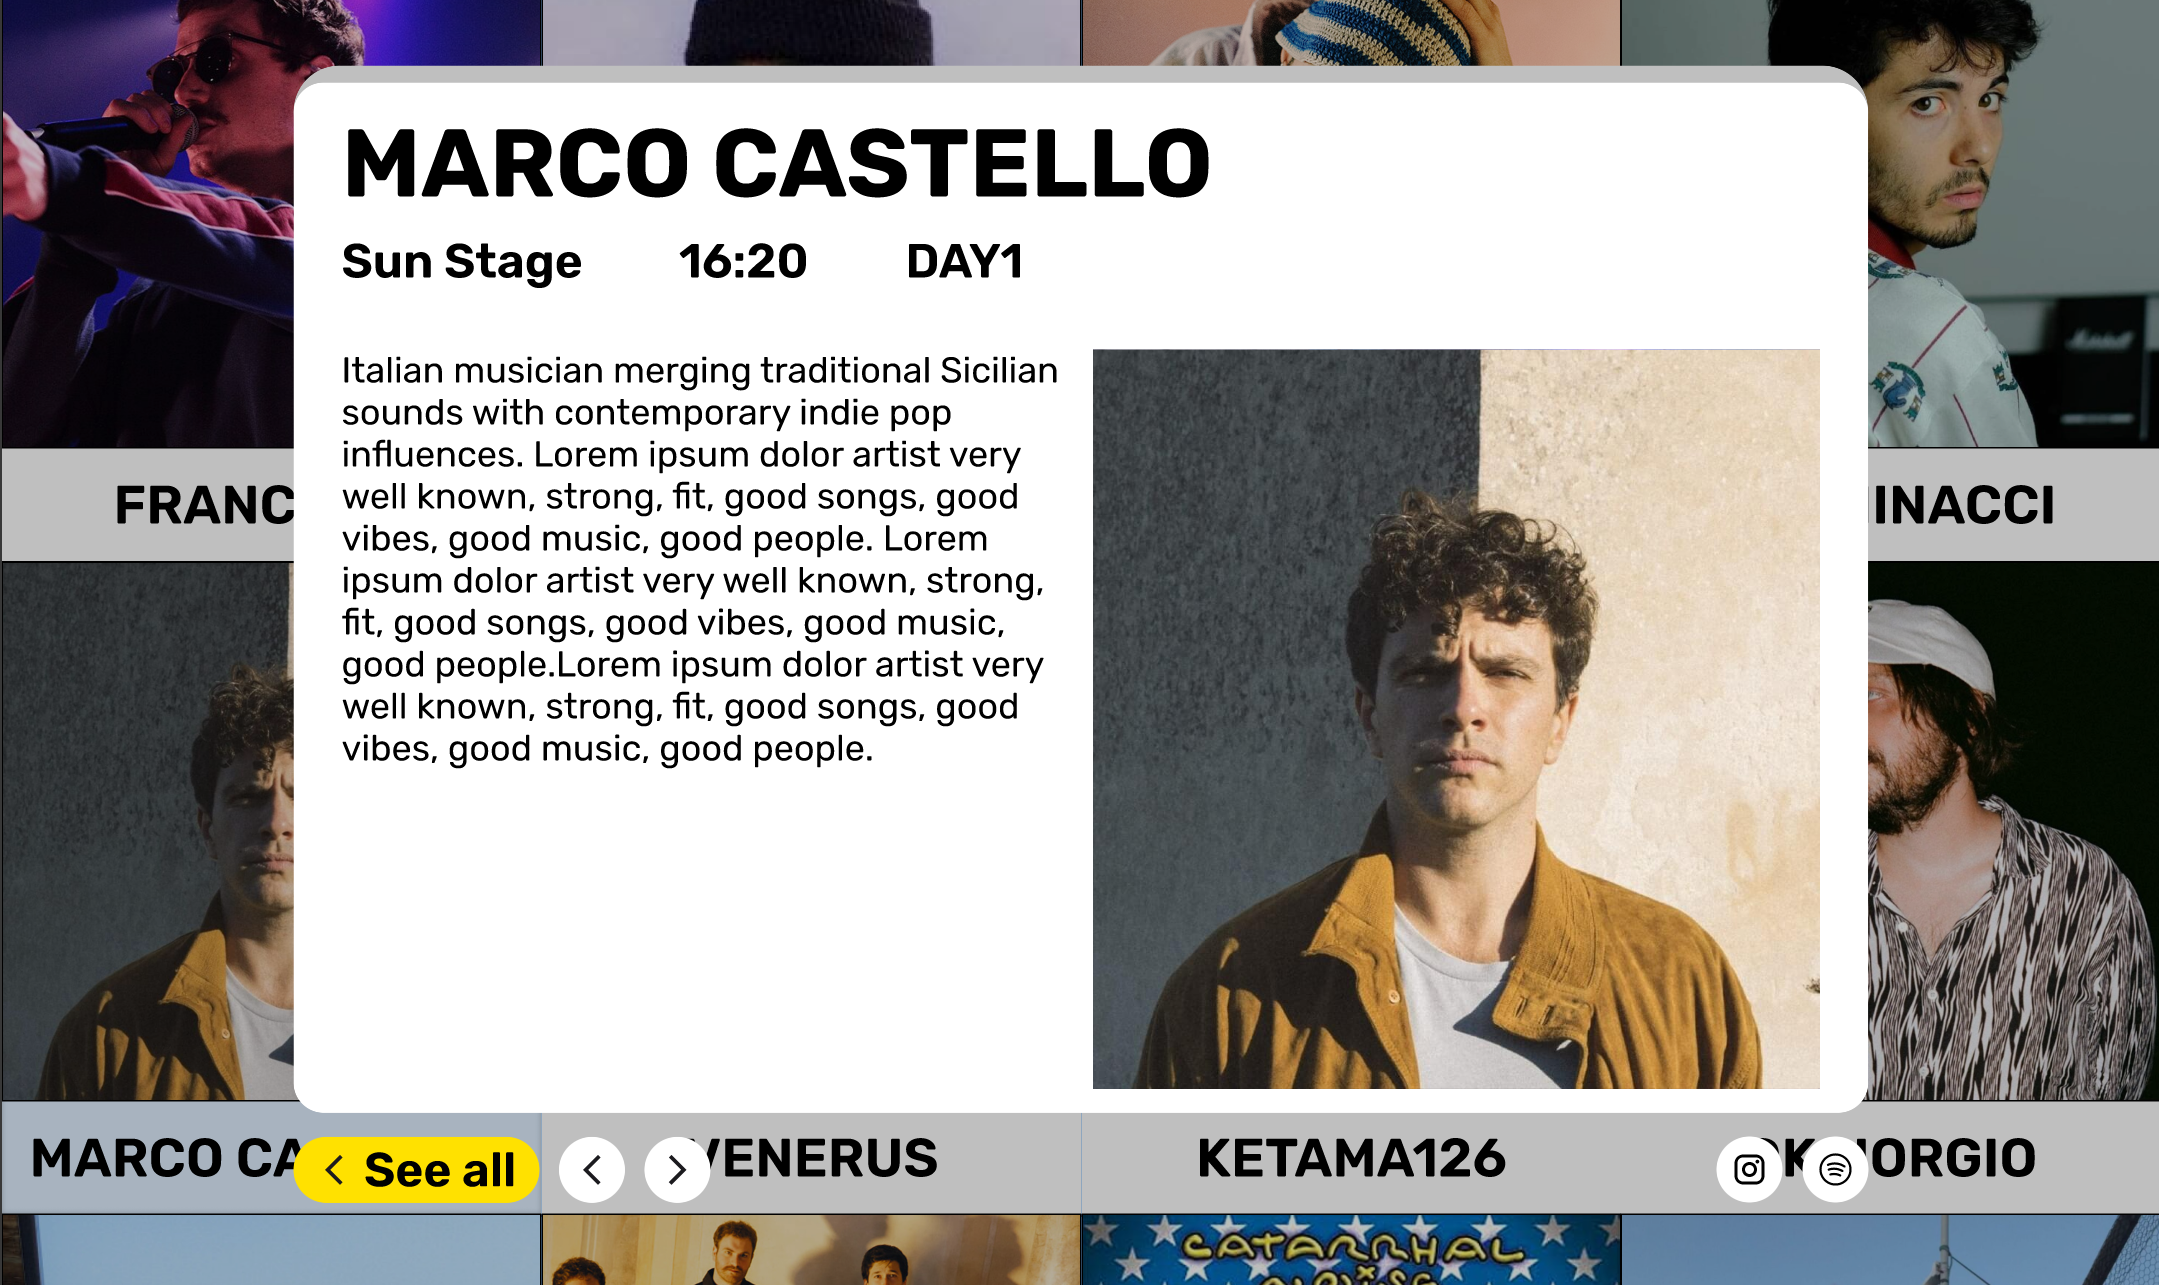 MARCO CASTELLO
Sun Stage 16:20 DAY1
Italian musician merging traditional Sicilian
sounds with contemporary indie pop
influences. Lorem ipsum dolor artist very
well known, strong, fit, good songs, good
vibes, good music, good people. Lorem
ipsum dolor artist very well known, strong,
fit, good songs, good vibes, good music,
good people.Lorem ipsum dolor artist very
well known, strong, fit, good songs, good
vibes, good music, good people.
FRANC
INACCI
MARCO CA
VENERUS
KETAMA126
ORGIO
See all
Marshall
CATARRHAL